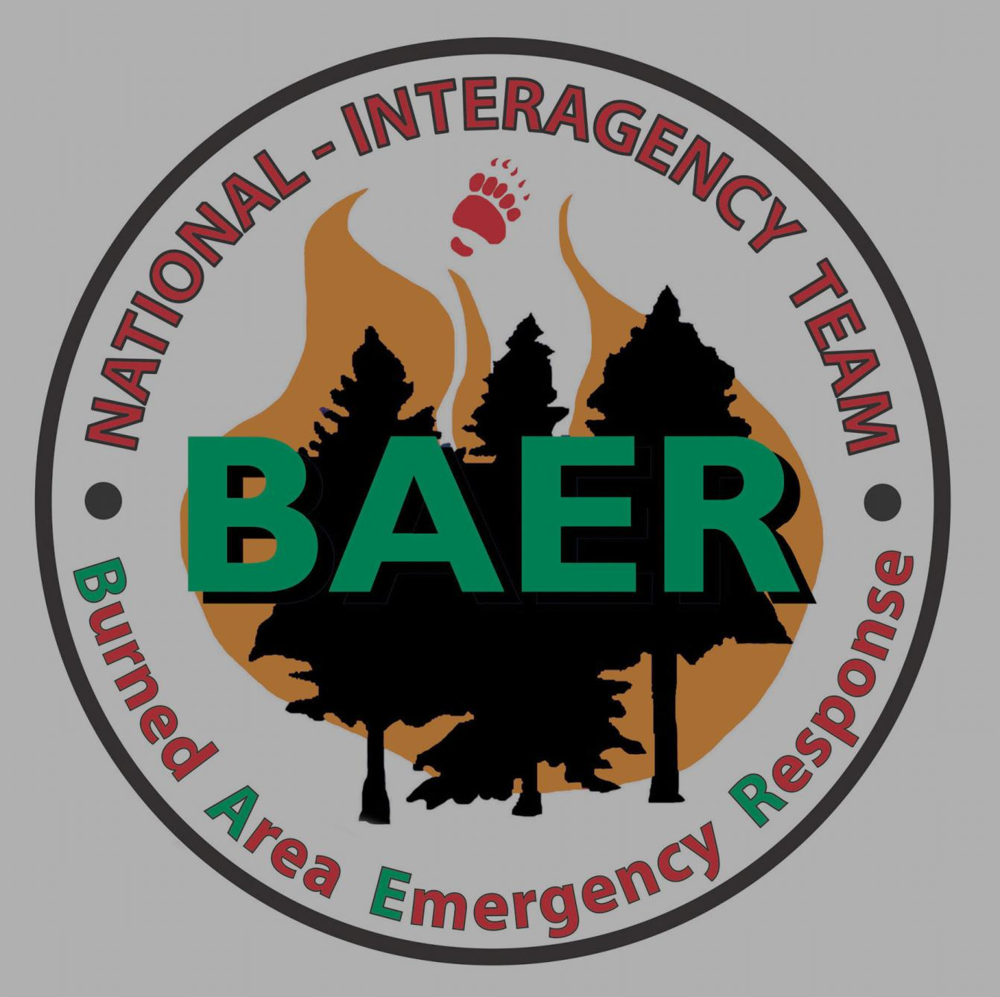 NATIONAL - INTERAGENCY TEAM
BAER
Burned Area Emergency Response